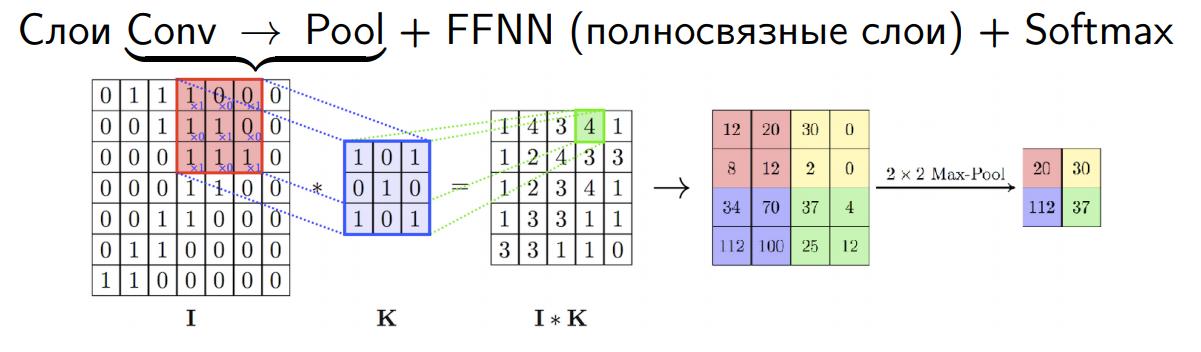 Слои Conv → Pool + FFNN (полносвязные слои) + Softmax
0 1 1 1 0 0 0
×1 ×0 ×1
0 0 1 1 1 0 0
×0 ×1 ×0
0 0 0 1 1 1 0
×1 ×0 ×1
0 0 0 1 1 0 0
0 0 1 1 0 0 0
0 1 1 0 0 0 0
1 1 0 0 0 0 0
I
*
1 0 1
0 1 0
1 0 1
K
=
1 4 3 4 1
1 2 4 3 3
1 2 3 4 1
1 3 3 1 1
3 3 1 1 0
I * K
→
12 20 30 0
8 12 2 0
34 70 37 4
112 100 25 12
2 × 2 Max-Pool
20 30
112 37